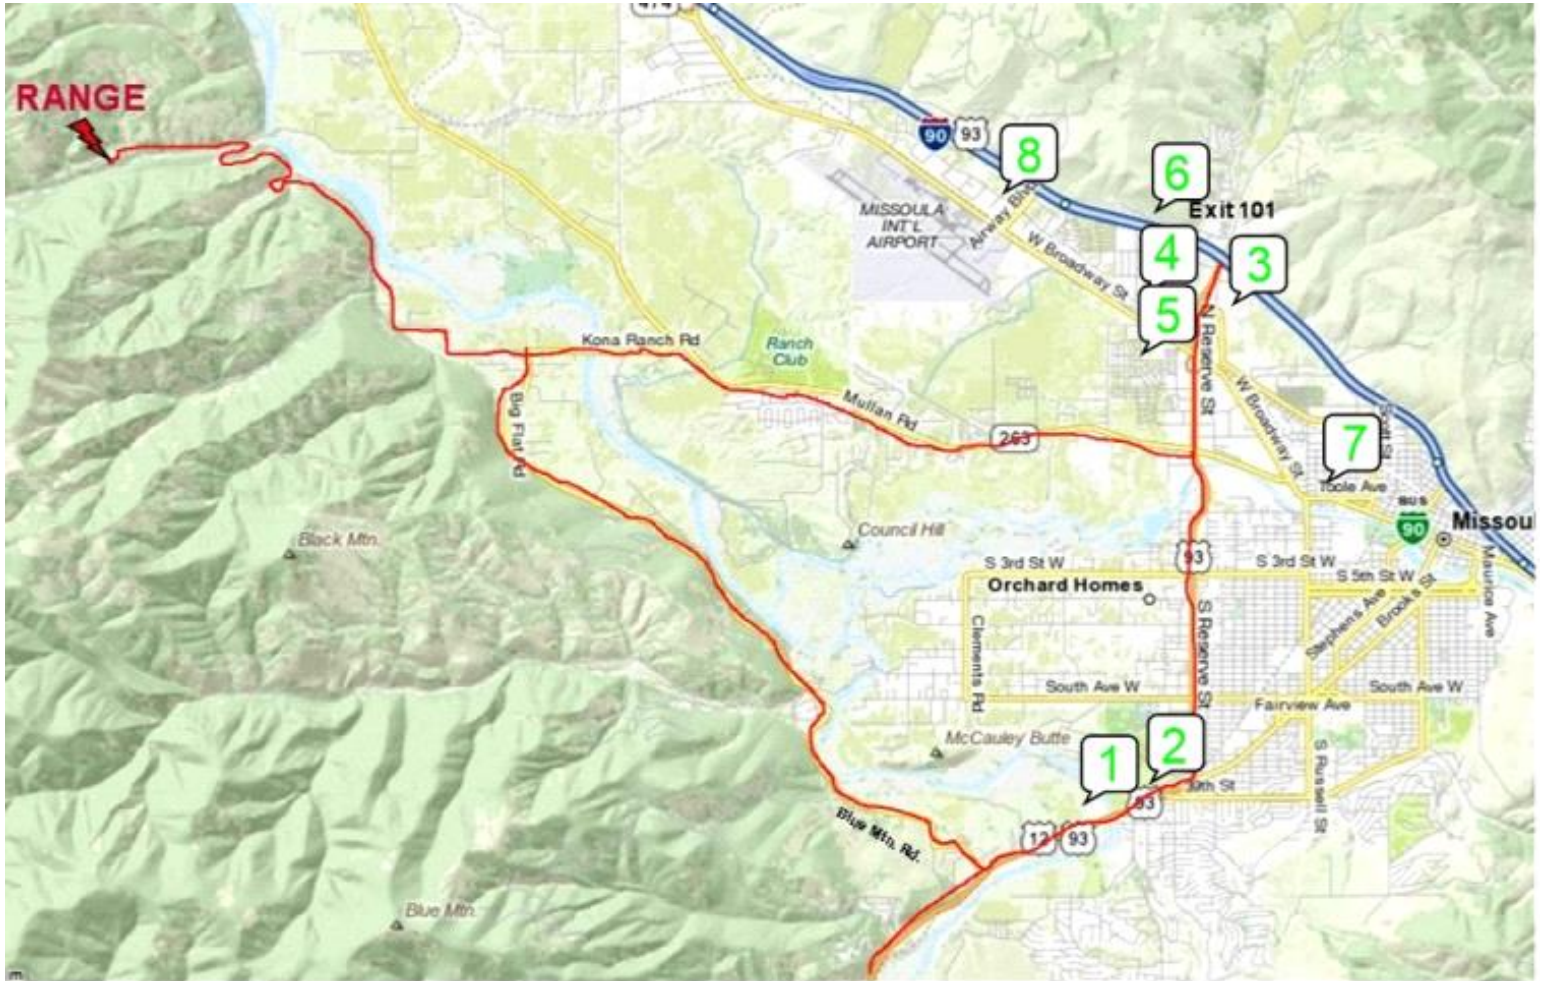 474
RANGE
90
93
8
6
MISSOULA
INT'L
AIRPORT
Airway Blvd
Exit 101
4
3
W Broadway St
5
N Reserve St
Kona Ranch Rd
Ranch
Club
Big Flat Rd
Mullan Rd
263
W Broadway St
Scott St
7
Toole Ave
BUS
90
Missou
Black Mtn.
Council Hill
93
S 3rd St W
S 3rd St W
S 5th St W
Orchard Homes
Maurice Ave
Stephens Ave
Brooks St
Clements Rd
S Reserve St
South Ave W
South Ave W
Fairview Ave
McCauley Butte
1
2
S Russell St
39th St
93
12
93
Blue Mtn. Rd.
Blue Mtn.
m